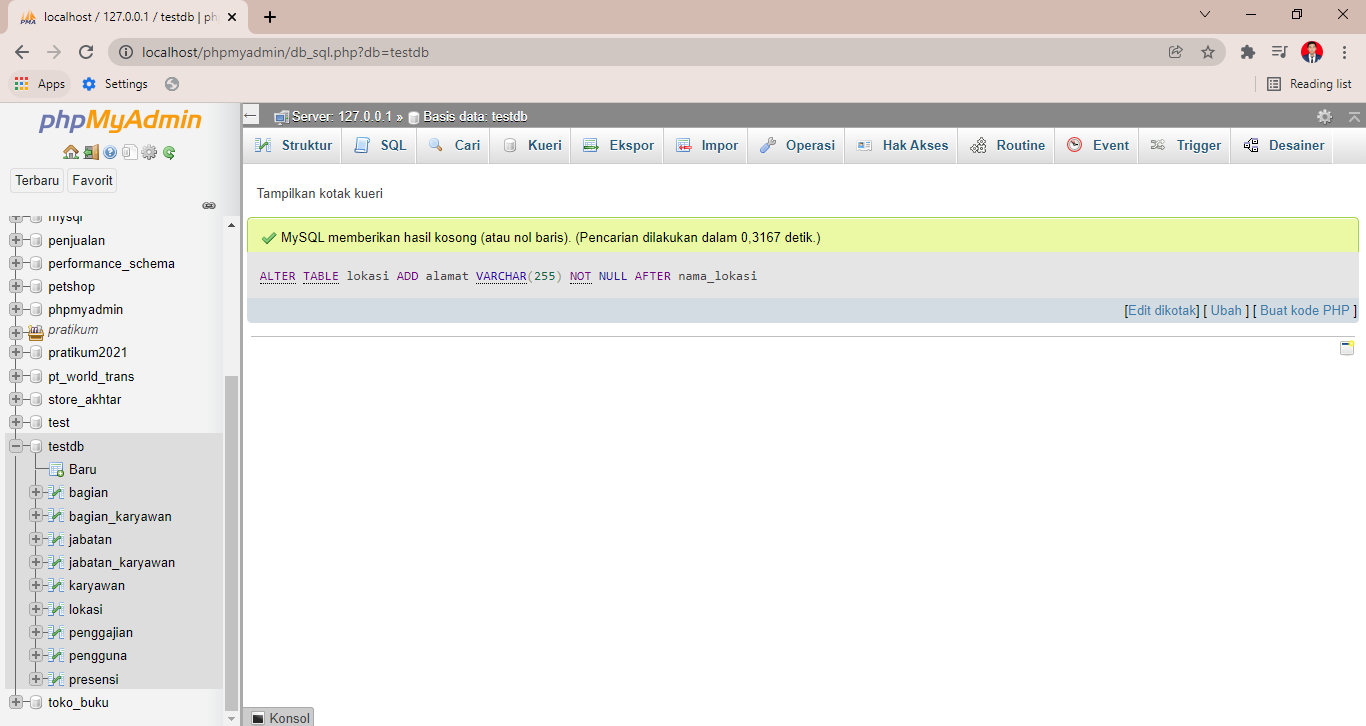 localhost / 127.0.0.1 / testdb | ph
localhost/phpmyadmin/db_sql.php?db=testdb
Apps Settings Reading list
phpMyAdmin
Terbaru Favorit
mysql
penjualan
performance_schema
petshop
phpmyadmin
pratikum
pratikum2021
pt_world_trans
store_akhtar
test
testdb
Baru
bagian
bagian_karyawan
jabatan
jabatan_karyawan
karyawan
lokasi
penggajian
pengguna
presensi
toko_buku
Server: 127.0.0.1 » Basis data: testdb
Struktur SQL Cari Kueri Ekspor Impor Operasi Hak Akses Routine Event Trigger Desainer
Tampilkan kotak kueri
MySQL memberikan hasil kosong (atau nol baris). (Pencarian dilakukan dalam 0,3167 detik.)
ALTER TABLE lokasi ADD alamat VARCHAR(255) NOT NULL AFTER nama_lokasi
[Edit dikotak] [ Ubah ] [ Buat kode PHP ]
Konsol